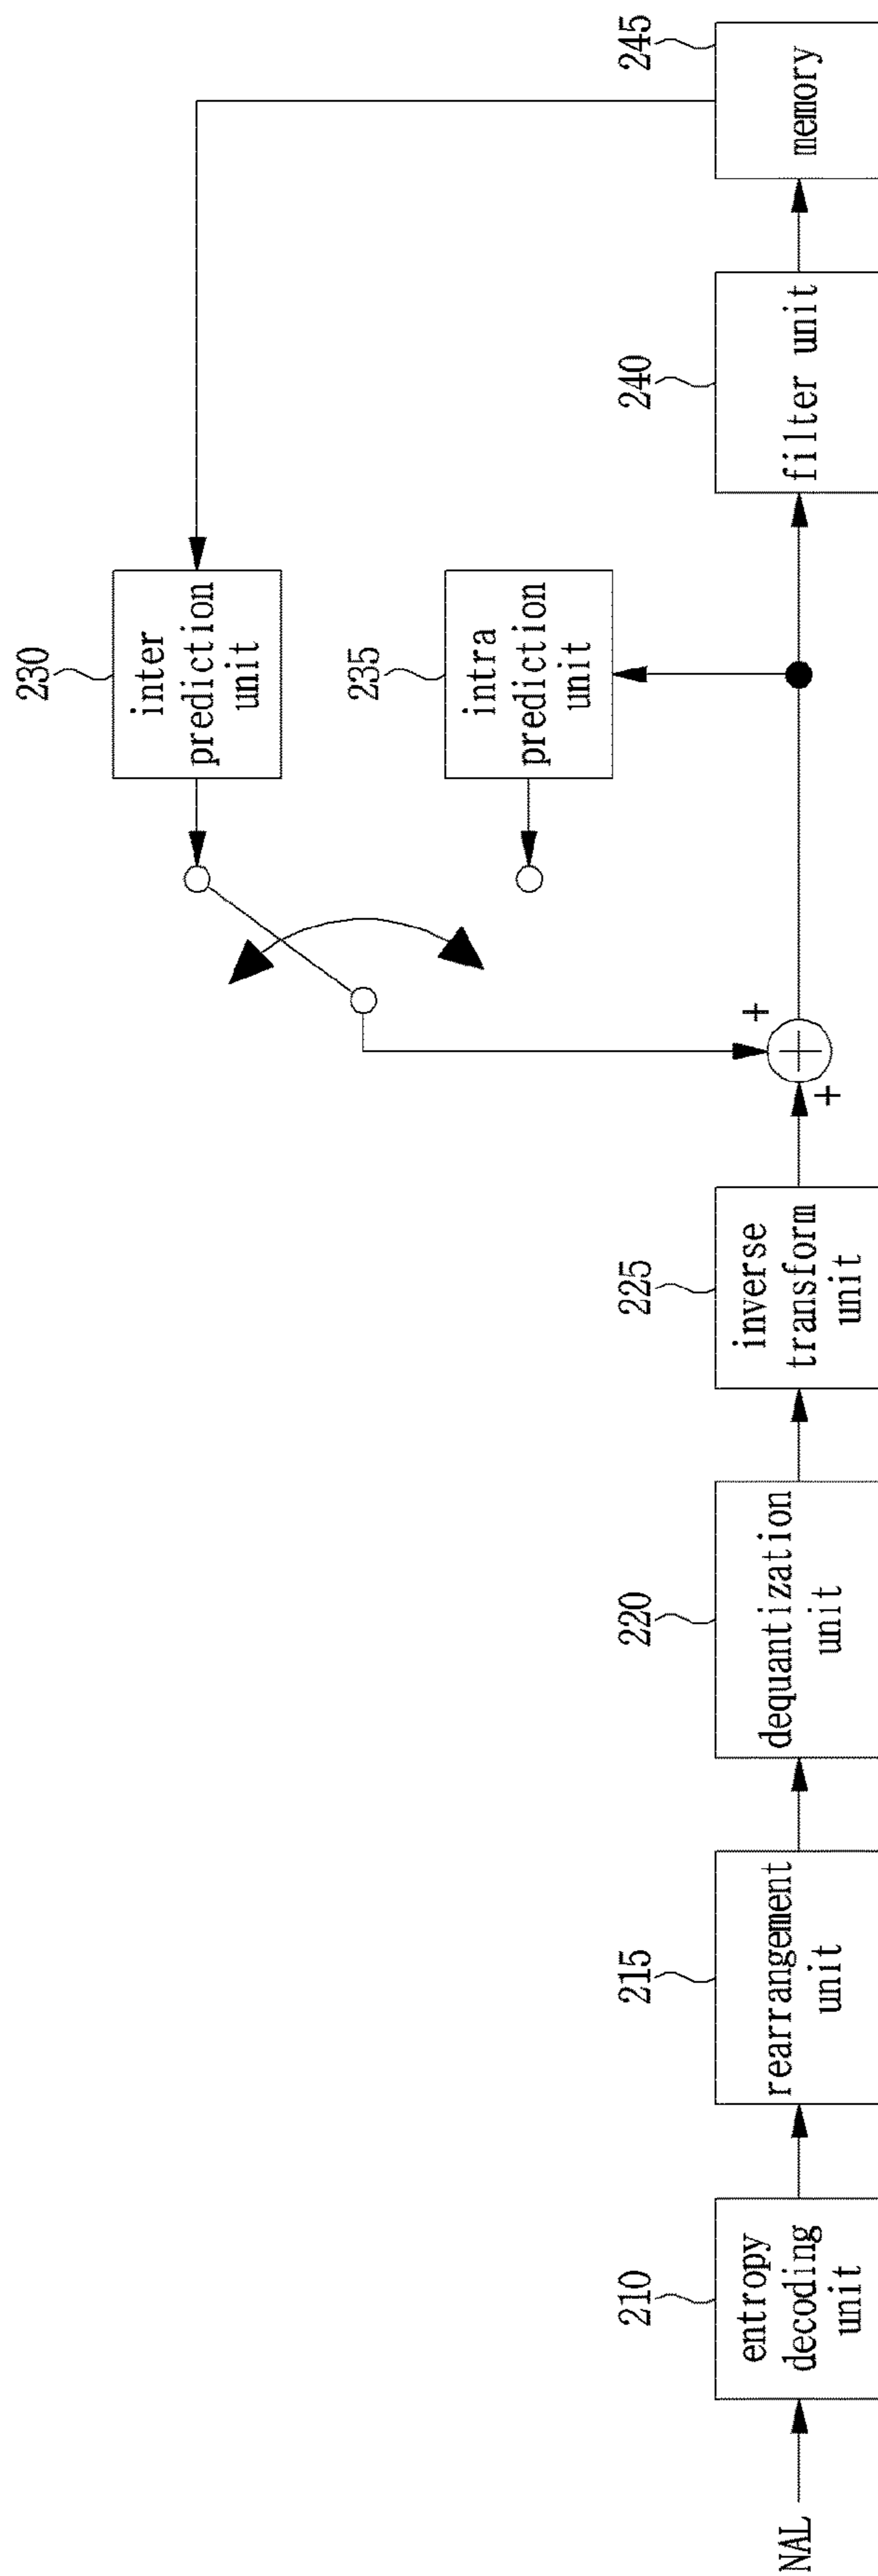 230
inter
prediction
unit
235
intra
prediction
unit
+
+
NAL
210
entropy
decoding
unit
215
rearrangement
unit
220
dequantization
unit
225
inverse
transform
unit
240
filter unit
245
memory